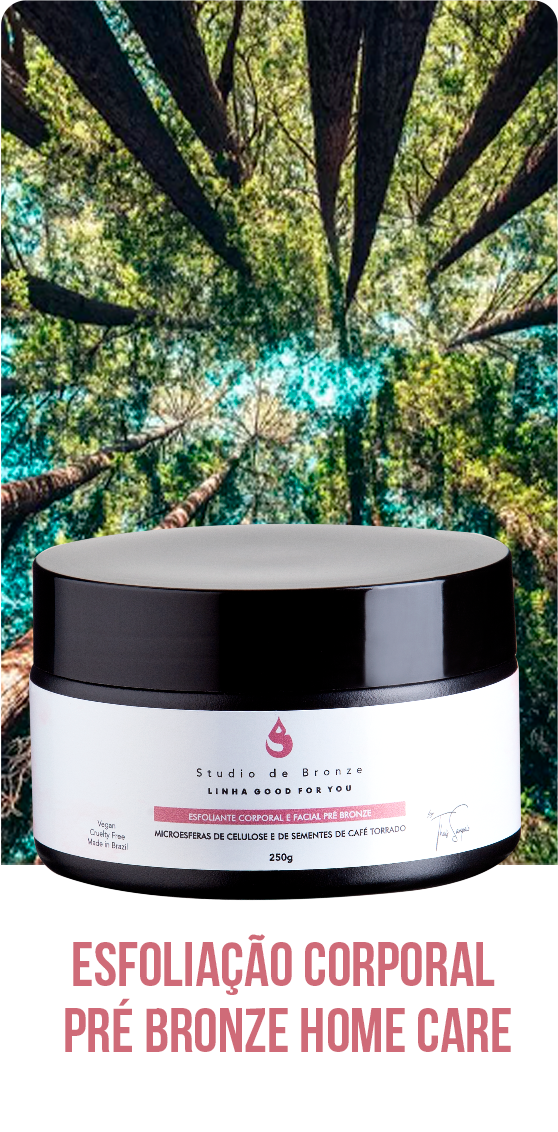 Studio de Bronze
LINHA GOOD FOR YOU
ESFOLIANTE CORPORAL E FACIAL PRÉ BRONZE
MICROESFERAS DE CELULOSE E DE SEMENTES DE CAFÉ TORRADO
250g
Vegan
Cruelty Free
Made in Brazil
by
ESFOLIAÇÃO CORPORAL
PRÉ BRONZE HOME CARE